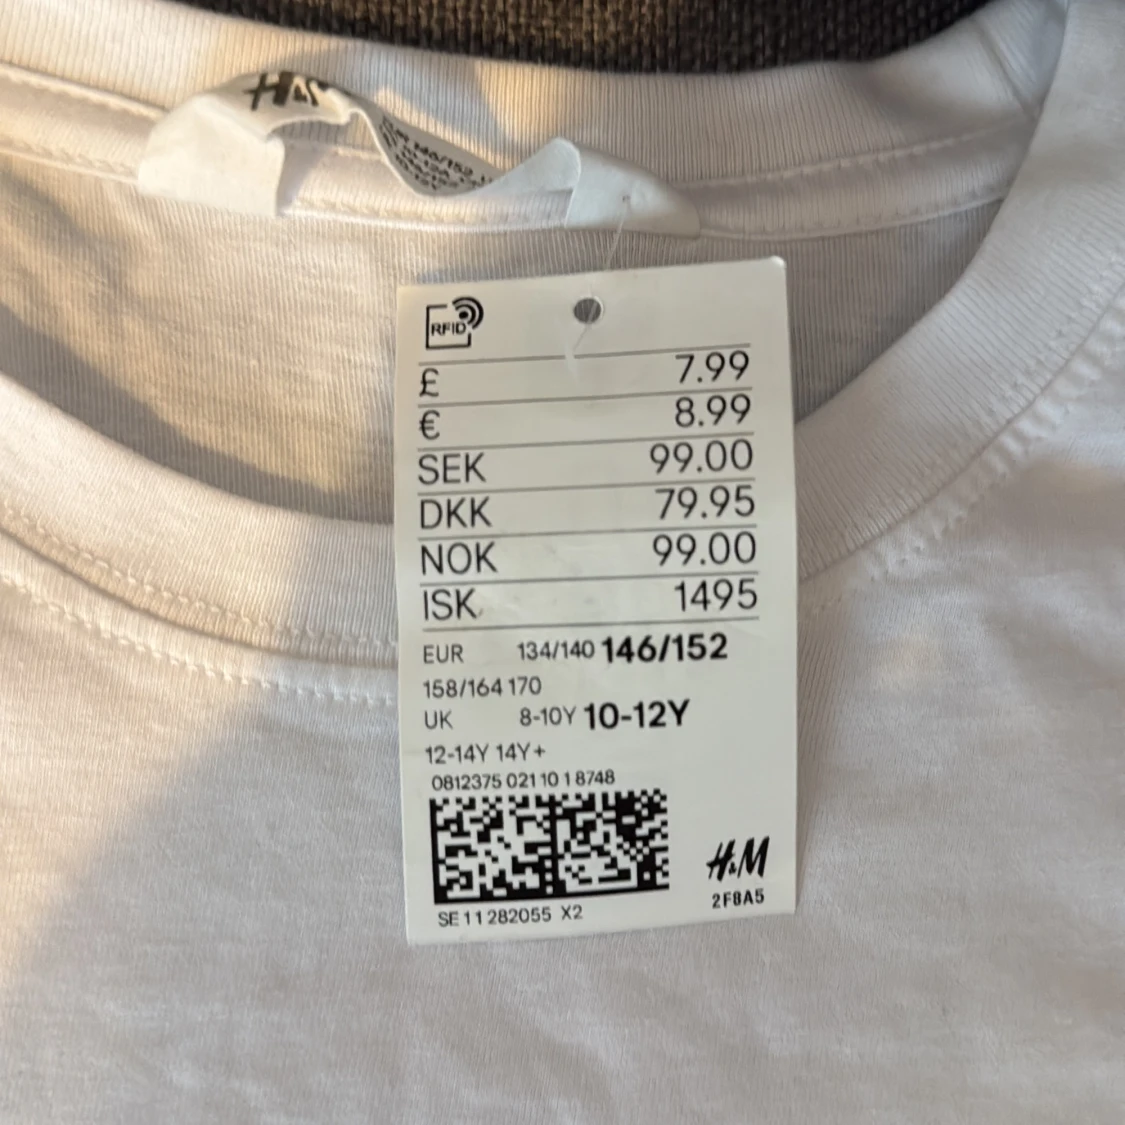 H&M
146/152
RFID
£ 7.99
€ 8.99
SEK 99.00
DKK 79.95
NOK 99.00
ISK 1495
EUR 134/140 146/152
158/164 170
UK 8-10Y 10-12Y
12-14Y 14Y+
0812375 021 10 1 8748
H&M
2F8A5
SE 11 282055 X2